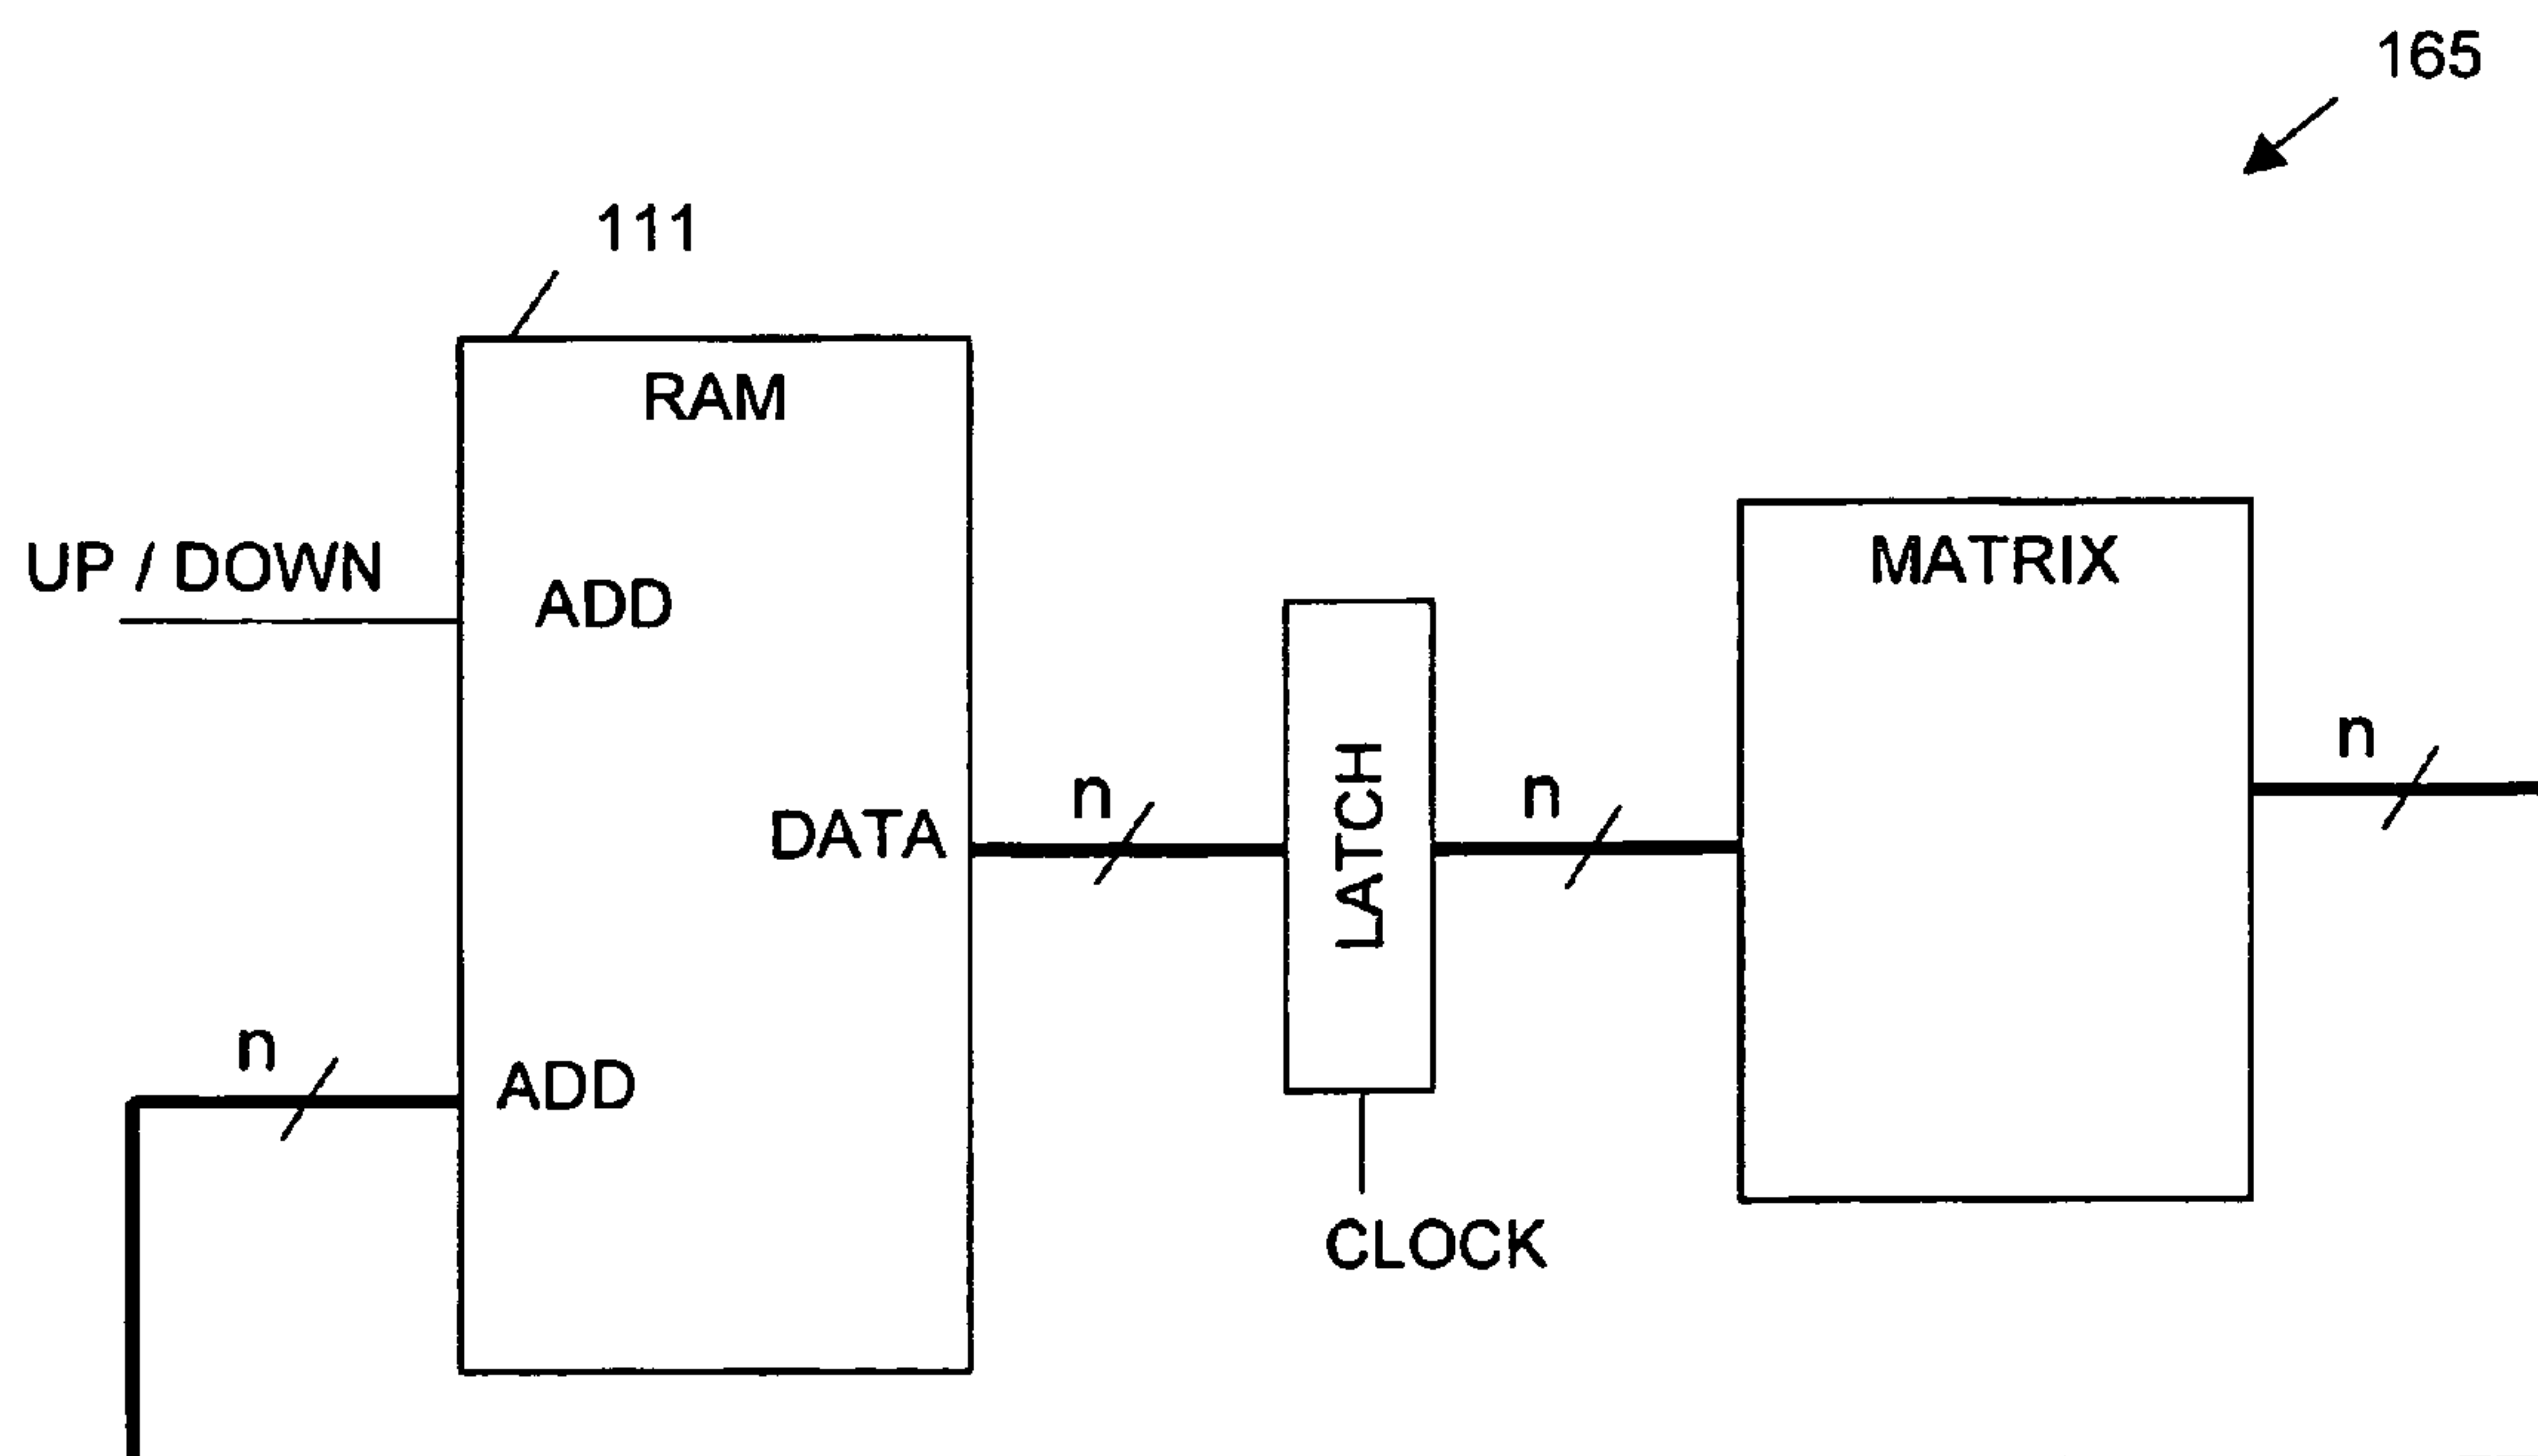 165
111
RAM
UP / DOWN
ADD
MATRIX
n
DATA
n
LATCH
n
n
ADD
CLOCK